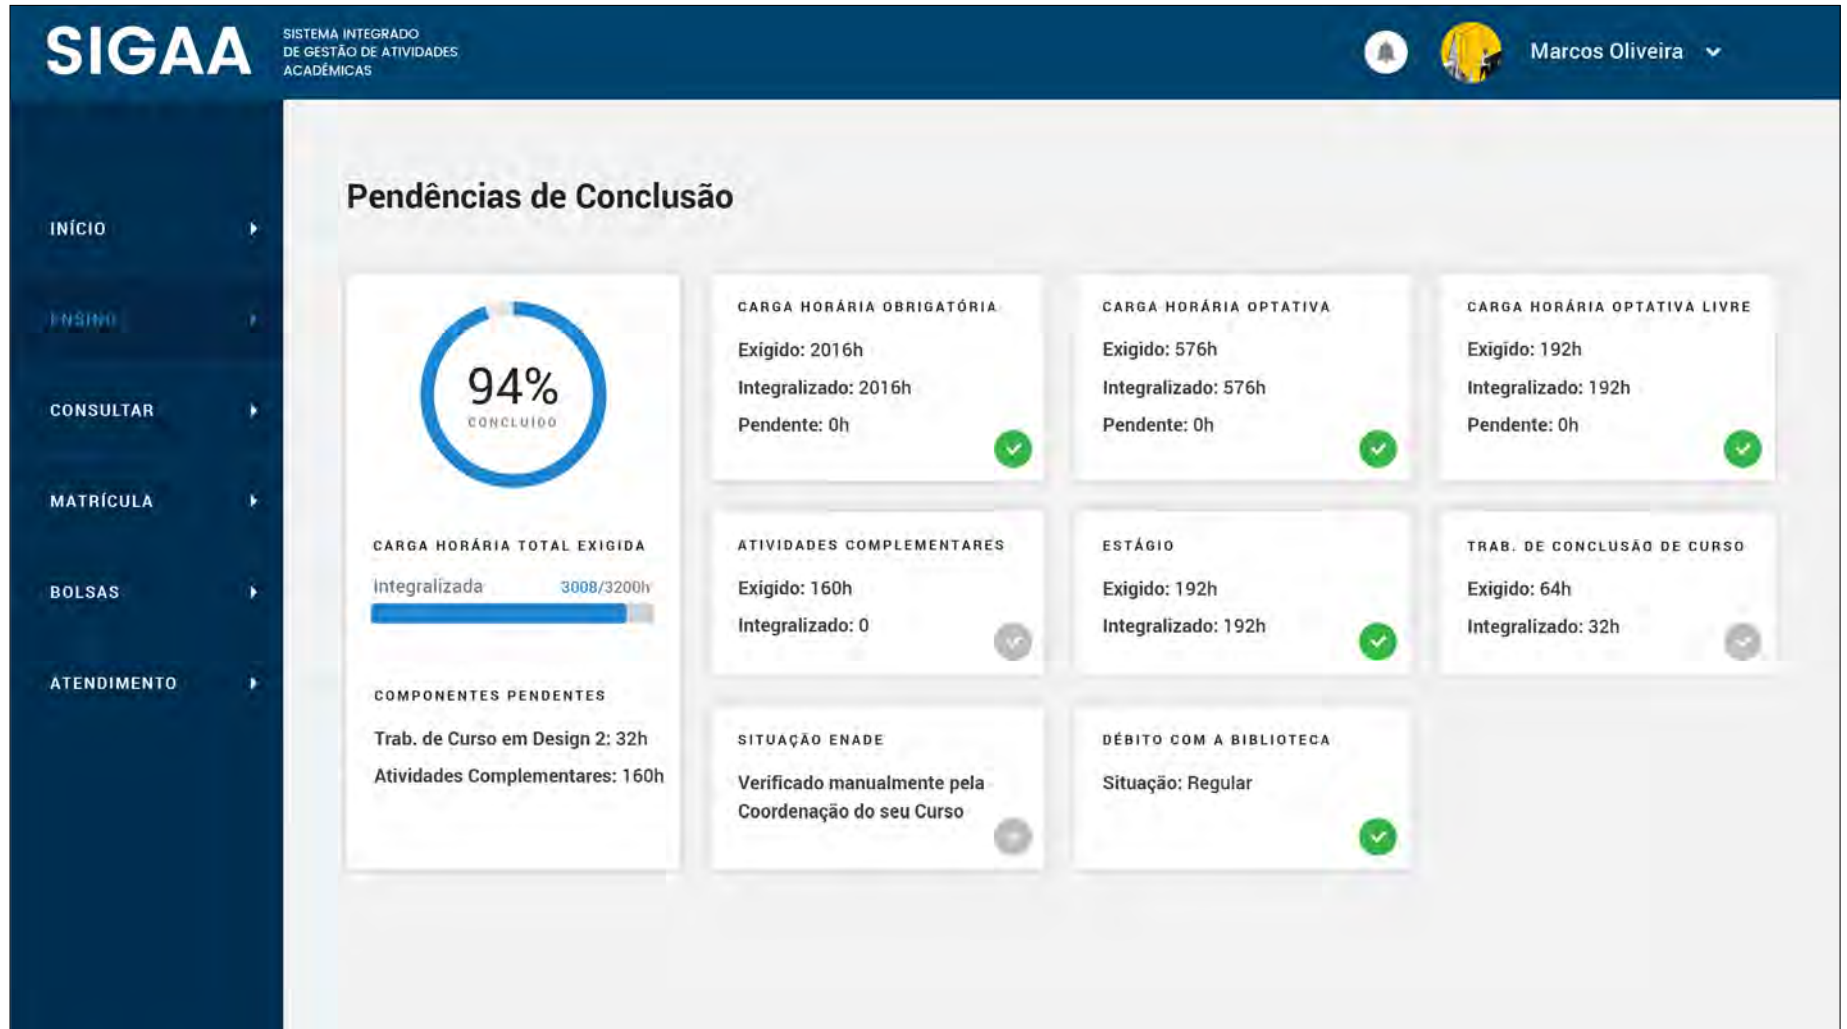 SIGAA
SISTEMA INTEGRADO
DE GESTÃO DE ATIVIDADES
ACADÊMICAS
Marcos Oliveira
INÍCIO
ENSINO
CONSULTAR
MATRÍCULA
BOLSAS
ATENDIMENTO
Pendências de Conclusão
94%
CONCLUÍDO
CARGA HORÁRIA TOTAL EXIGIDA
Integralizada 3008/3200h
COMPONENTES PENDENTES
Trab. de Curso em Design 2: 32h
Atividades Complementares: 160h
CARGA HORÁRIA OBRIGATÓRIA
Exigido: 2016h
Integralizado: 2016h
Pendente: 0h
CARGA HORÁRIA OPTATIVA
Exigido: 576h
Integralizado: 576h
Pendente: 0h
CARGA HORÁRIA OPTATIVA LIVRE
Exigido: 192h
Integralizado: 192h
Pendente: 0h
ATIVIDADES COMPLEMENTARES
Exigido: 160h
Integralizado: 0
ESTÁGIO
Exigido: 192h
Integralizado: 192h
TRAB. DE CONCLUSÃO DE CURSO
Exigido: 64h
Integralizado: 32h
SITUAÇÃO ENADE
Verificado manualmente pela
Coordenação do seu Curso
DÉBITO COM A BIBLIOTECA
Situação: Regular